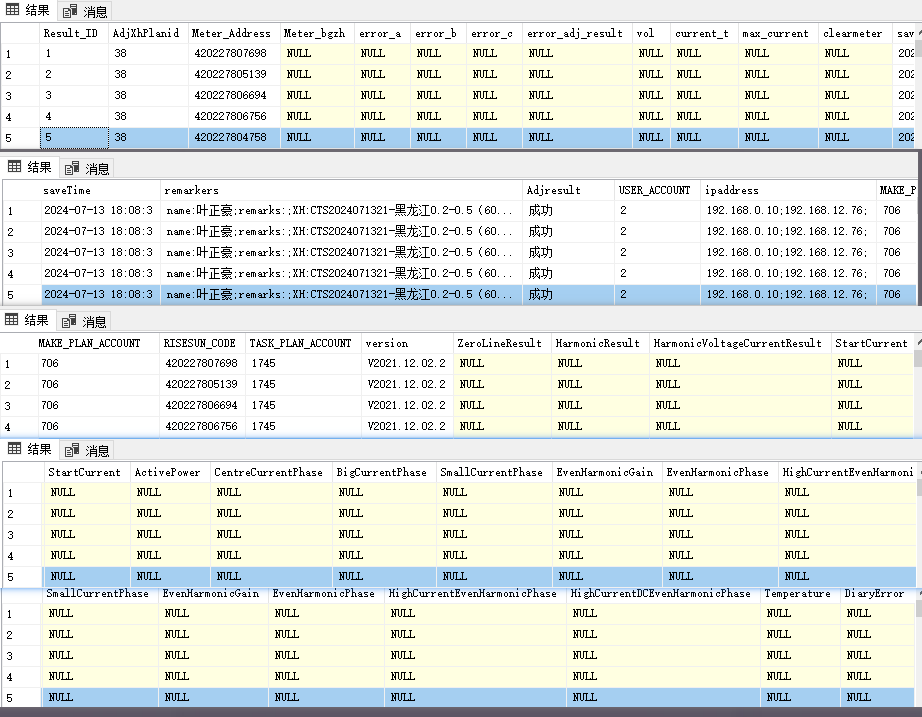 结果 消息
Result_ID AdjXhPlanid Meter_Address Meter_bgzh error_a error_b error_c error_adj_result vol current_t max_current clearmeter
1 1 38 420227807698 NULL NULL NULL NULL NULL NULL NULL NULL NULL 202
2 2 38 420227805139 NULL NULL NULL NULL NULL NULL NULL NULL NULL 202
3 3 38 420227806694 NULL NULL NULL NULL NULL NULL NULL NULL NULL 202
4 4 38 420227806756 NULL NULL NULL NULL NULL NULL NULL NULL NULL 202
5 5 38 420227804758 NULL NULL NULL NULL NULL NULL NULL NULL NULL 202
结果 消息
saveTime remarkers Adjresult USER_ACCOUNT ipaddress MAKE_P
1 2024-07-13 18:08:3 name:叶正豪;remarks:;XH:CTS2024071321-黑龙江0.2-0.5 (60... 成功 2 192.168.0.10;192.168.12.76; 706
2 2024-07-13 18:08:3 name:叶正豪;remarks:;XH:CTS2024071321-黑龙江0.2-0.5 (60... 成功 2 192.168.0.10;192.168.12.76; 706
3 2024-07-13 18:08:3 name:叶正豪;remarks:;XH:CTS2024071321-黑龙江0.2-0.5 (60... 成功 2 192.168.0.10;192.168.12.76; 706
4 2024-07-13 18:08:3 name:叶正豪;remarks:;XH:CTS2024071321-黑龙江0.2-0.5 (60... 成功 2 192.168.0.10;192.168.12.76; 706
5 2024-07-13 18:08:3 name:叶正豪;remarks:;XH:CTS2024071321-黑龙江0.2-0.5 (60... 成功 2 192.168.0.10;192.168.12.76; 706
结果 消息
MAKE_PLAN_ACCOUNT RISESUN_CODE TASK_PLAN_ACCOUNT version ZeroLineResult HarmonicResult HarmonicVoltageCurrentResult StartCurrent
1 706 420227807698 1745 V2021.12.02.2 NULL NULL NULL NULL
2 706 420227805139 1745 V2021.12.02.2 NULL NULL NULL NULL
3 706 420227806694 1745 V2021.12.02.2 NULL NULL NULL NULL
4 706 420227806756 1745 V2021.12.02.2 NULL NULL NULL NULL
结果 消息
StartCurrent ActivePower CentreCurrentPhase BigCurrentPhase SmallCurrentPhase EvenHarmonicGain EvenHarmonicPhase HighCurrentEvenHarmoni
1 NULL NULL NULL NULL NULL NULL NULL NULL
2 NULL NULL NULL NULL NULL NULL NULL NULL
3 NULL NULL NULL NULL NULL NULL NULL NULL
4 NULL NULL NULL NULL NULL NULL NULL NULL
5 NULL NULL NULL NULL NULL NULL NULL NULL
SmallCurrentPhase EvenHarmonicGain EvenHarmonicPhase HighCurrentEvenHarmonicPhase HighCurrentDCEvenHarmonicPhase Temperature DiaryError
1 NULL NULL NULL NULL NULL NULL NULL
2 NULL NULL NULL NULL NULL NULL NULL
3 NULL NULL NULL NULL NULL NULL NULL
4 NULL NULL NULL NULL NULL NULL NULL
5 NULL NULL NULL NULL NULL NULL NULL